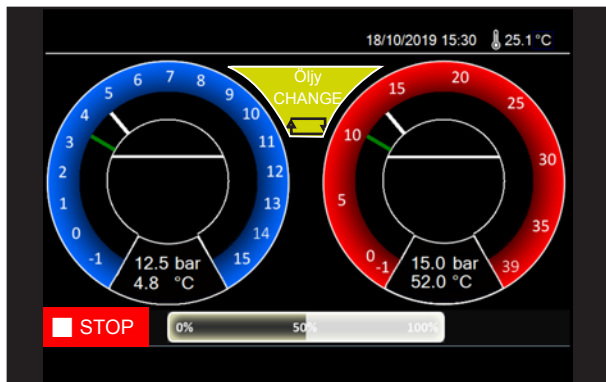 18/10/2019 15:30 25.1°C
Öljy
CHANGE
-1 0 1 2 3 4 5 6 7 8 9 10 11 12 13 14 15
-1 0 5 10 15 20 25 30 35 39
12.5 bar
4.8 °C
15.0 bar
52.0 °C
STOP
0% 50% 100%